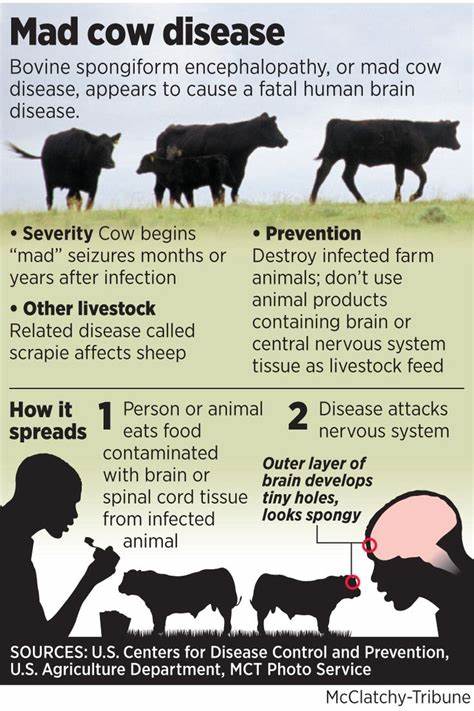 Mad cow disease
Bovine spongiform encephalopathy, or mad cow
disease, appears to cause a fatal human brain
disease.
• Severity Cow begins
“mad” seizures months or
years after infection
• Other livestock
Related disease called
scrapie affects sheep
• Prevention
Destroy infected farm
animals; don’t use
animal products
containing brain or
central nervous system
tissue as livestock feed
How it
spreads
1 Person or animal
eats food
contaminated
with brain or
spinal cord tissue
from infected
animal
2 Disease attacks
nervous system
Outer layer of
brain develops
tiny holes,
looks spongy
SOURCES: U.S. Centers for Disease Control and Prevention,
U.S. Agriculture Department, MCT Photo Service
McClatchy-Tribune